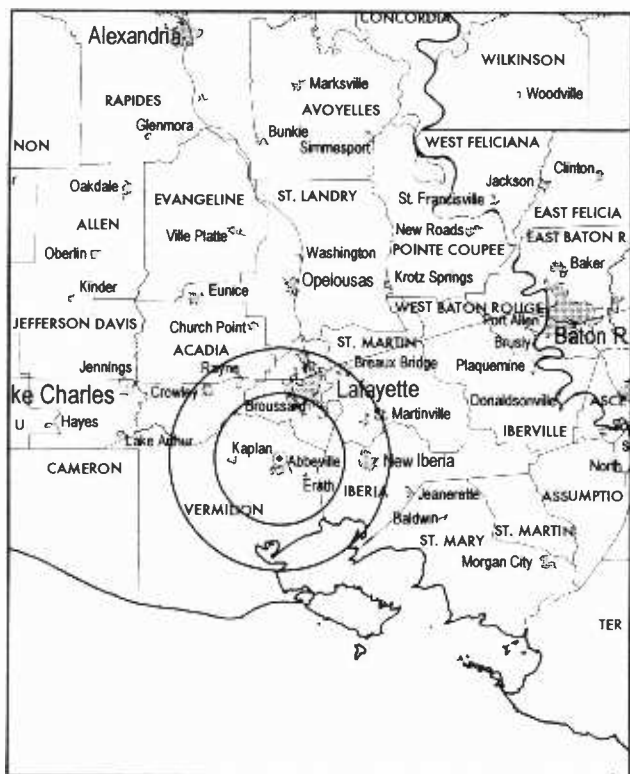 CONCORDIA
Alexandria
WILKINSON
Marksville
Woodville
RAPIDES
AVOYELLES
Glenmora
Bunkie
NON
Simmesport
WEST FELICIANA
Clinton
Jackson
Oakdale
EVANGELINE
ST. LANDRY
St. Francisville
ALLEN
EAST FELICIA
Ville Platte
New Roads
EAST BATON R
Oberlin
Washington
POINTE COUPEE
Baker
Kinder
Opelousas
Krotz Springs
Eunice
WEST BATON ROUGE
JEFFERSON DAVIS
Church Point
Port Allen
ST. MARTIN
Baton R
ACADIA
Brusly
Breaux Bridge
Jennings
Rayne
Plaquemine
ke Charles
Crowley
Lafayette
Broussard
Donaldsonville
ASCE
U
Hayes
Martinville
IBERVILLE
Lake Arthur
Kaplan
Abbeville
New Iberia
North
CAMERON
Erath
IBERIA
Jeanerette
ASSUMPTIO
VERMILION
Baldwin
ST. MARTIN
ST. MARY
Morgan City
TER